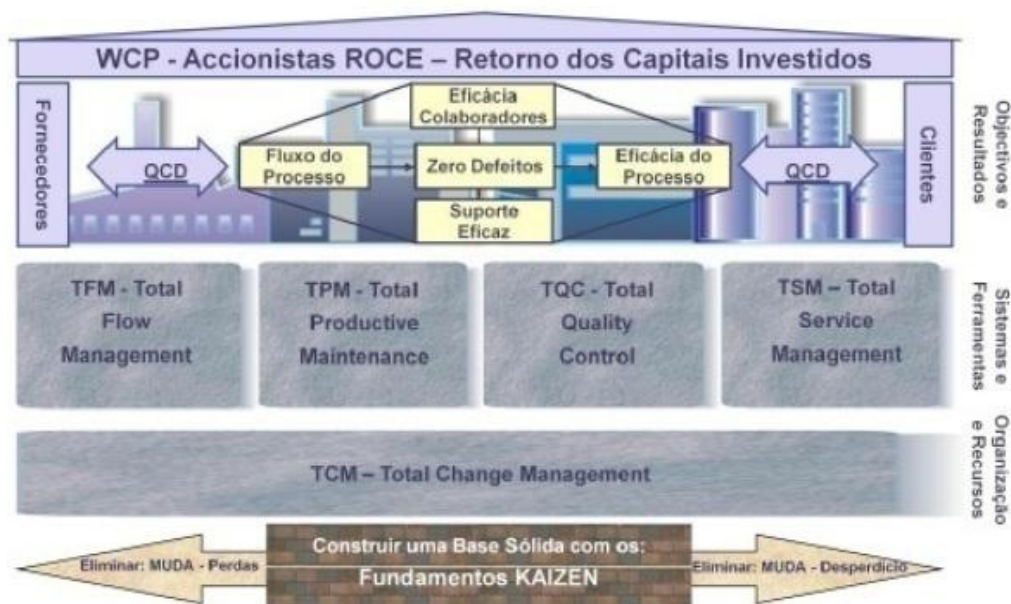 WCP - Accionistas ROCE – Retorno dos Capitais Investidos
Fornecedores
QCD
Fluxo do
Processo
Eficácia
Colaboradores
Zero Defeitos
Suporte
Eficaz
Eficácia do
Processo
QCD
Clientes
Objectivos e
Resultados
TFM - Total
Flow
Management
TPM - Total
Productive
Maintenance
TQC - Total
Quality
Control
TSM – Total
Service
Management
Sistemas e
Ferramentas
TCM – Total Change Management
Organização
e Recursos
Eliminar: MUDA - Perdas
Construir uma Base Sólida com os:
Fundamentos KAIZEN
Eliminar: MUDA - Desperdício